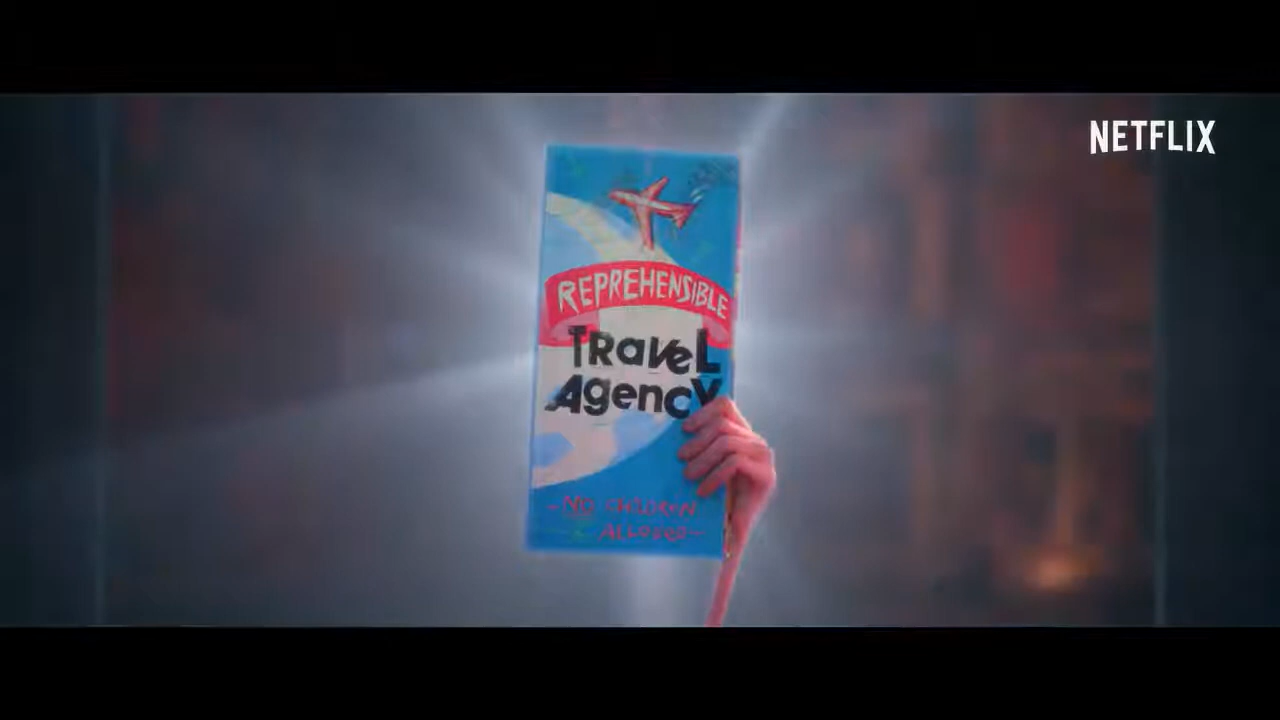 NETFLIX
REPREHENSIBLE
TRaveL
AgencY
-NO CHILDREN
ALLOWED-